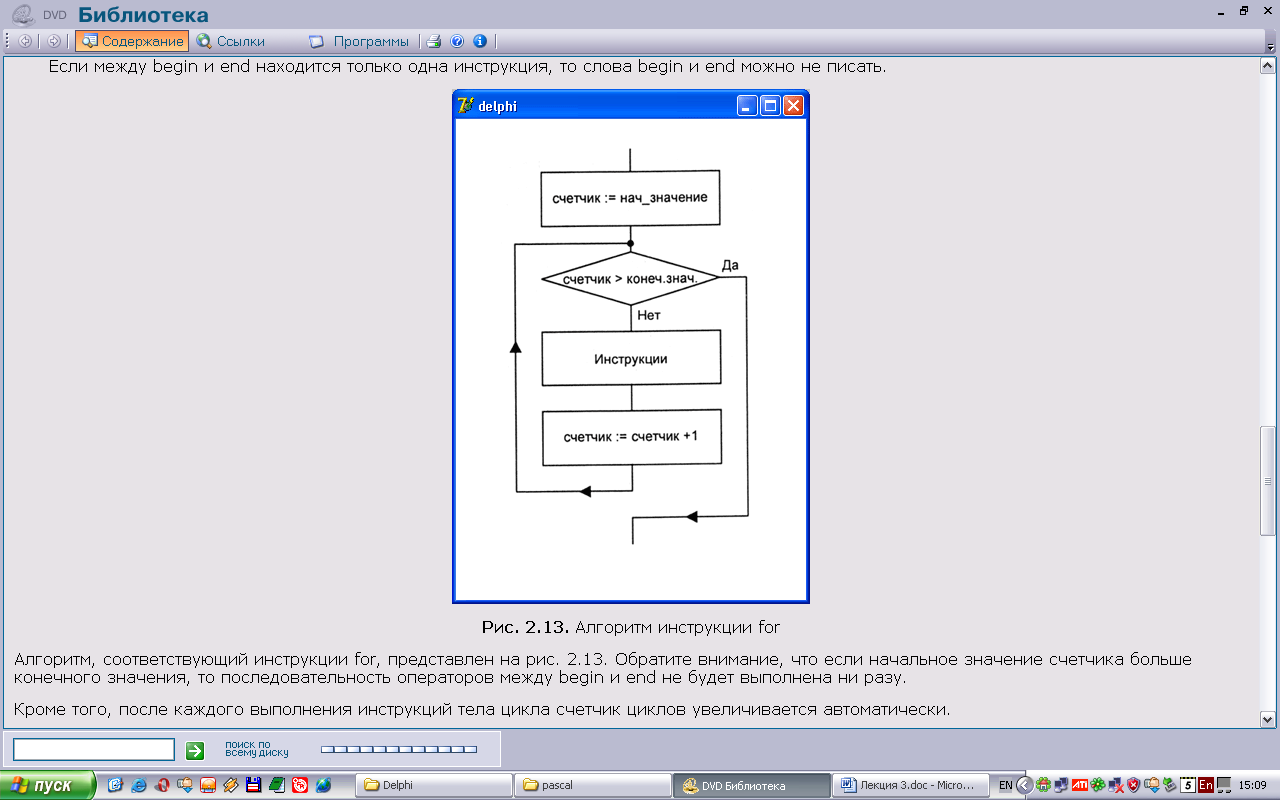 DVD Библиотека
Содержание Ссылки Программы
Если между begin и end находится только одна инструкция, то слова begin и end можно не писать.
delphi
счетчик := нач_значение
Да
счетчик > конеч.знач.
Нет
Инструкции
счетчик := счетчик +1
Рис. 2.13. Алгоритм инструкции for
Алгоритм, соответствующий инструкции for, представлен на рис. 2.13. Обратите внимание, что если начальное значение счетчика больше
конечного значения, то последовательность операторов между begin и end не будет выполнена ни разу.
Кроме того, после каждого выполнения инструкций тела цикла счетчик циклов увеличивается автоматически.
поиск по
всему диску
пуск Delphi pascal DVD Библиотека Лекция 3.doc - Micro... EN ATI 5 En 15:09